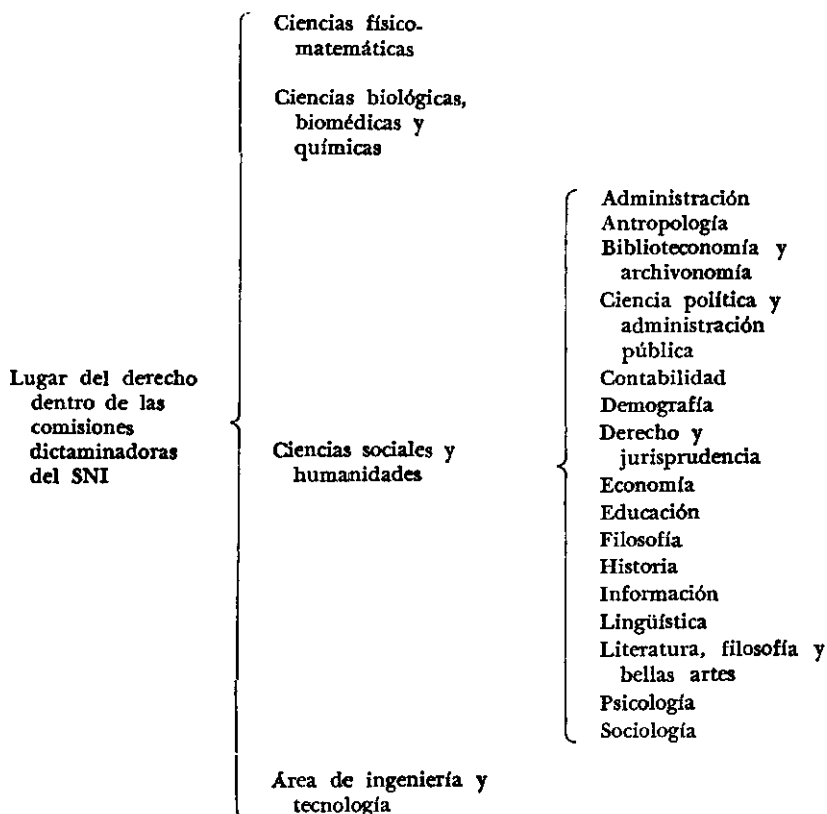 Lugar del derecho
dentro de las
comisiones
dictaminadoras
del SNI
Ciencias físico-
matemáticas
Ciencias biológicas,
biomédicas y
químicas
Ciencias sociales y
humanidades
Área de ingeniería y
tecnología
Administración
Antropología
Biblioteconomía y
archivonomía
Ciencia política y
administración
pública
Contabilidad
Demografía
Derecho y
jurisprudencia
Economía
Educación
Filosofía
Historia
Información
Lingüística
Literatura, filosofía y
bellas artes
Psicología
Sociología